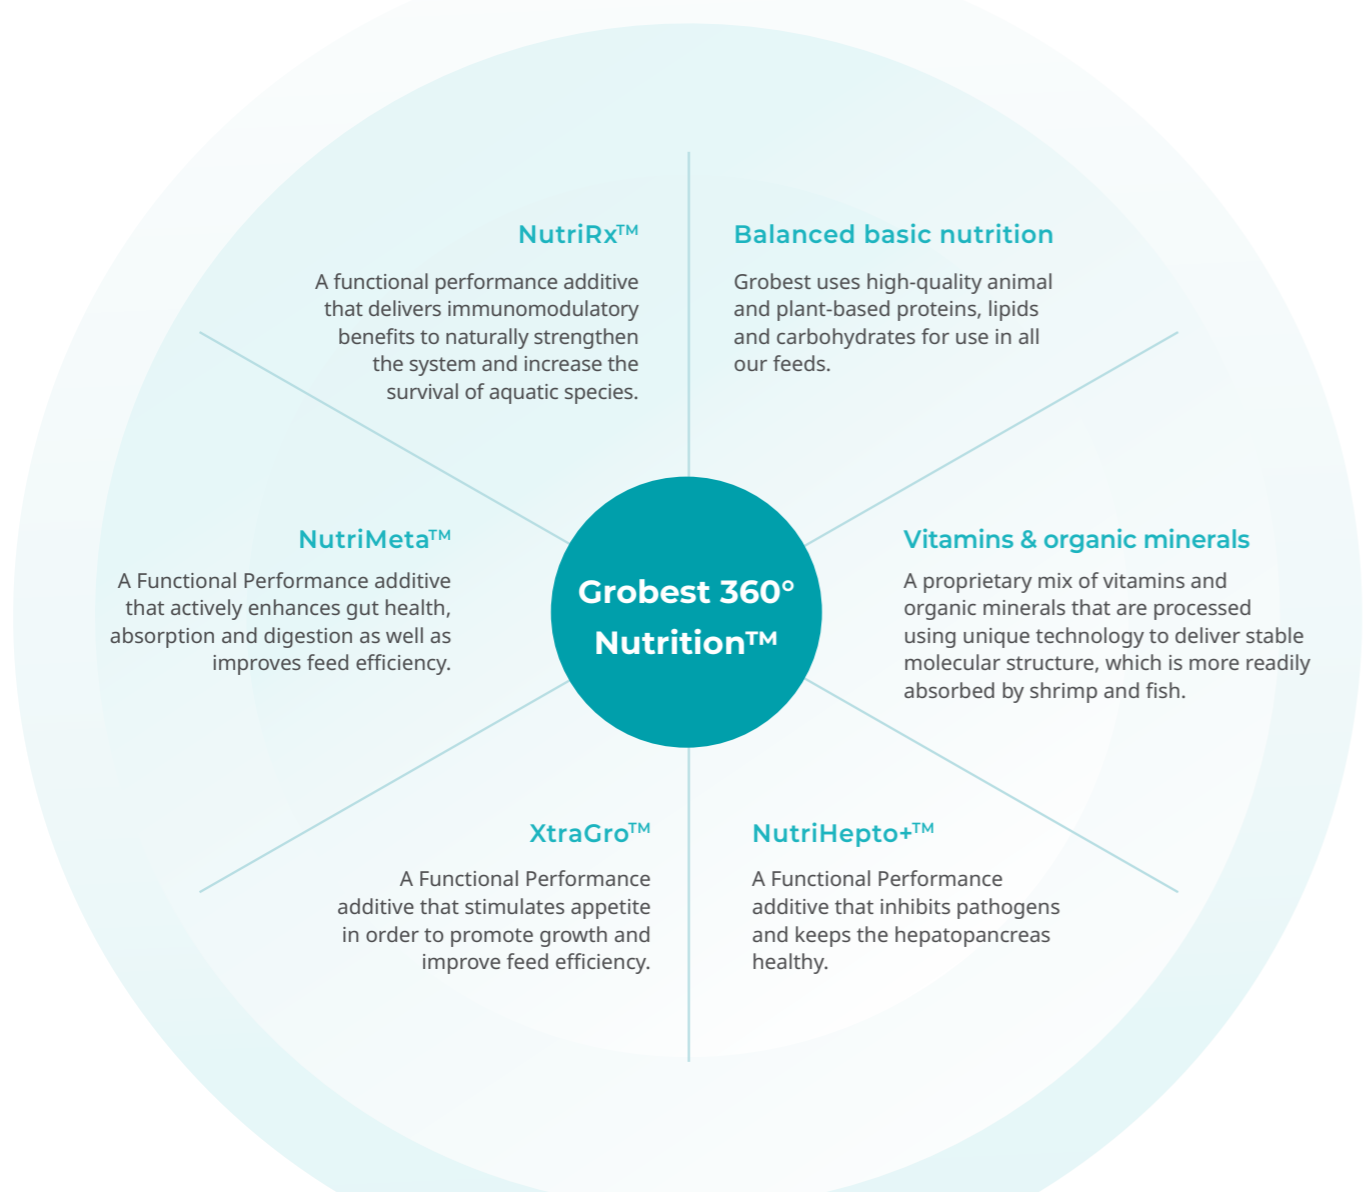 NutriRx™
A functional performance additive
that delivers immunomodulatory
benefits to naturally strengthen
the system and increase the
survival of aquatic species.
Balanced basic nutrition
Grobest uses high-quality animal
and plant-based proteins, lipids
and carbohydrates for use in all
our feeds.
NutriMeta™
A Functional Performance additive
that actively enhances gut health,
absorption and digestion as well as
improves feed efficiency.
Grobest 360°
Nutrition™
Vitamins & organic minerals
A proprietary mix of vitamins and
organic minerals that are processed
using unique technology to deliver stable
molecular structure, which is more readily
absorbed by shrimp and fish.
XtraGro™
A Functional Performance
additive that stimulates appetite
in order to promote growth and
improve feed efficiency.
NutriHepto+™
A Functional Performance
additive that inhibits pathogens
and keeps the hepatopancreas
healthy.